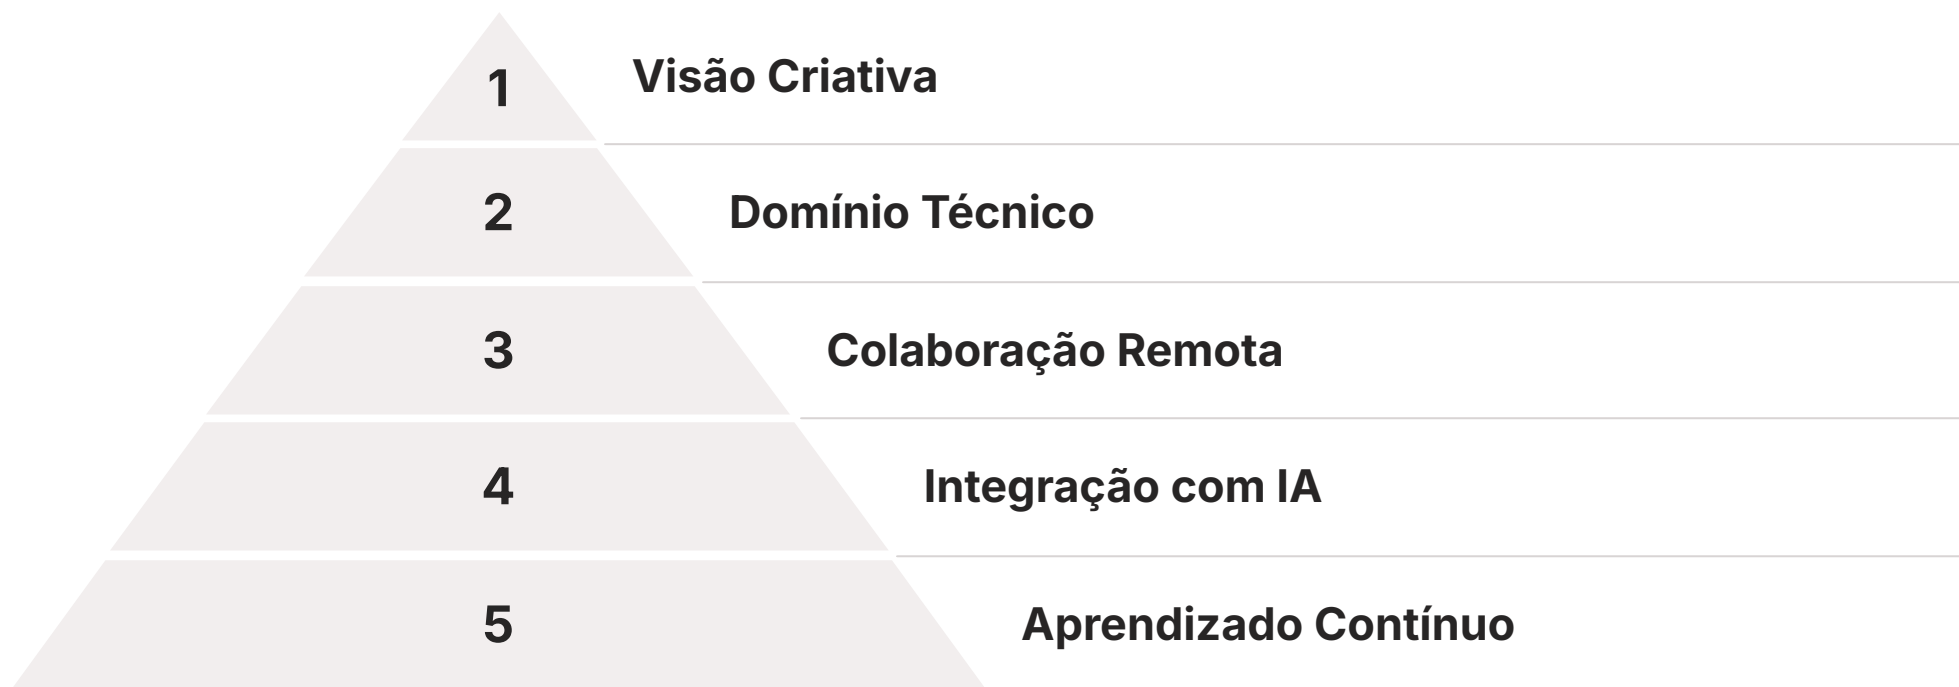 1 Visão Criativa
2 Domínio Técnico
3 Colaboração Remota
4 Integração com IA
5 Aprendizado Contínuo